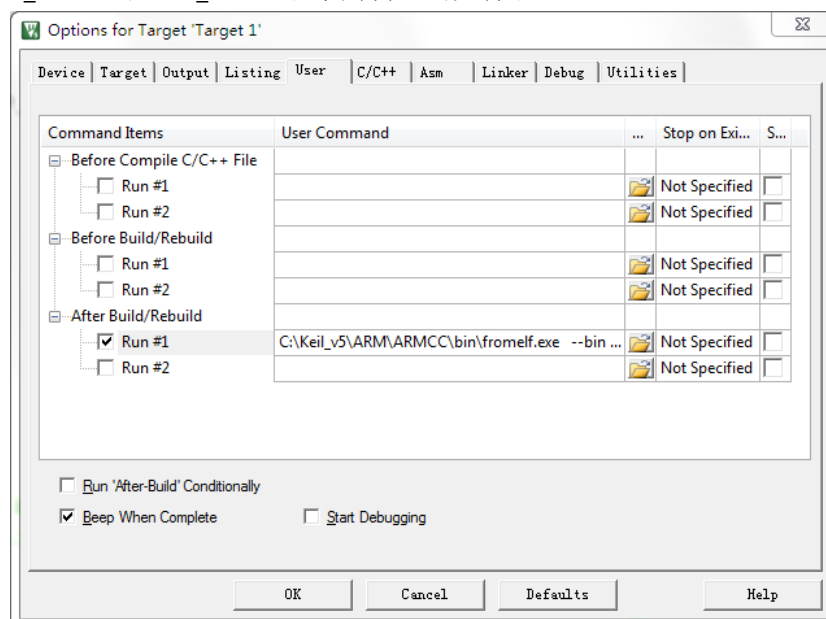 Options for Target 'Target 1'
Device Target Output Listing User C/C++ Asm Linker Debug Utilities
Command Items User Command ... Stop on Exi... S...
Before Compile C/C++ File
Run #1 Not Specified
Run #2 Not Specified
Before Build/Rebuild
Run #1 Not Specified
Run #2 Not Specified
After Build/Rebuild
Run #1 C:\Keil_v5\ARM\ARMCC\bin\fromelf.exe --bin ... Not Specified
Run #2 Not Specified
Run 'After-Build' Conditionally
Beep When Complete Start Debugging
OK Cancel Defaults Help